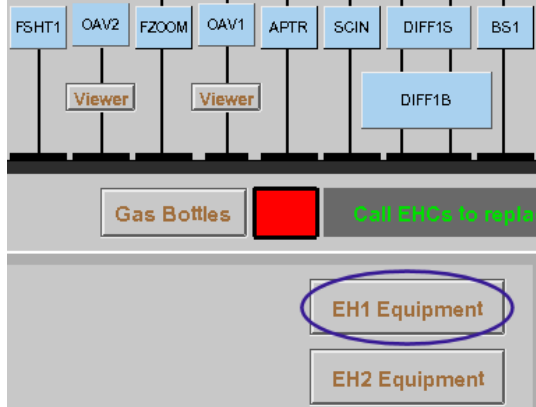 FSHT1 OAV2 FZOOM OAV1 APTR SCIN DIFF1S BS1
Viewer Viewer DIFF1B
Gas Bottles Call EHCs to repla
EH1 Equipment
EH2 Equipment